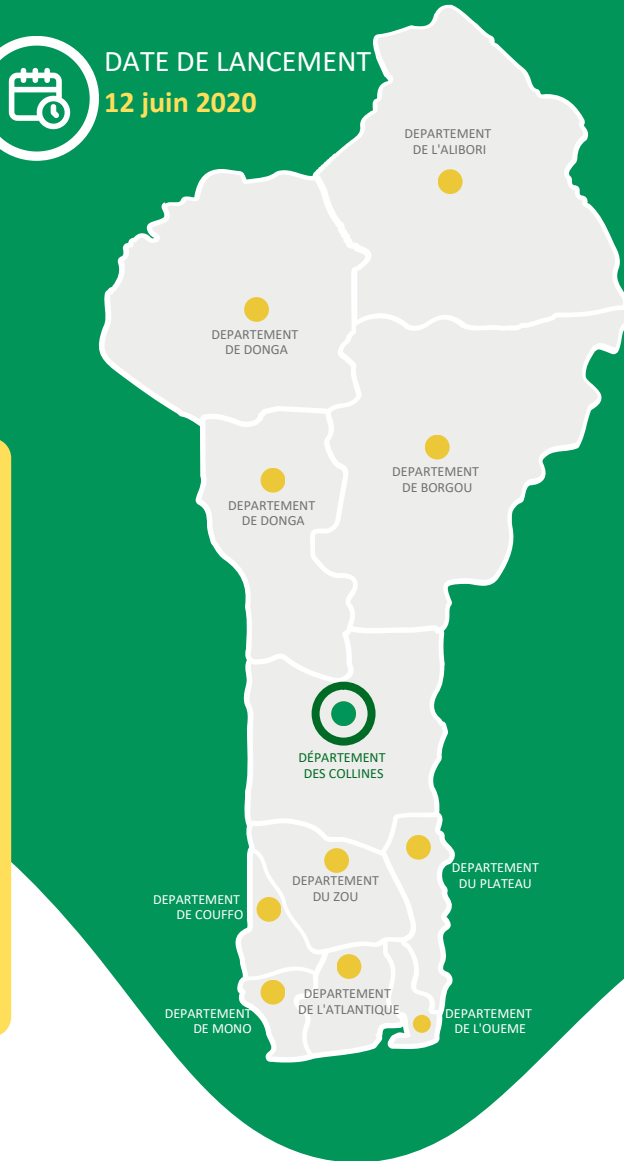 DATE DE LANCEMENT
12 juin 2020
DEPARTEMENT
DE L'ALIBORI
DEPARTEMENT
DE DONGA
DEPARTEMENT
DE BORGOU
DEPARTEMENT
DE DONGA
DÉPARTEMENT
DES COLLINES
DEPARTEMENT
DU PLATEAU
DEPARTEMENT
DU ZOU
DEPARTEMENT
DE COUFFO
DEPARTEMENT
DE L'ATLANTIQUE
DEPARTEMENT
DE MONO
DEPARTEMENT
DE L'OUEME